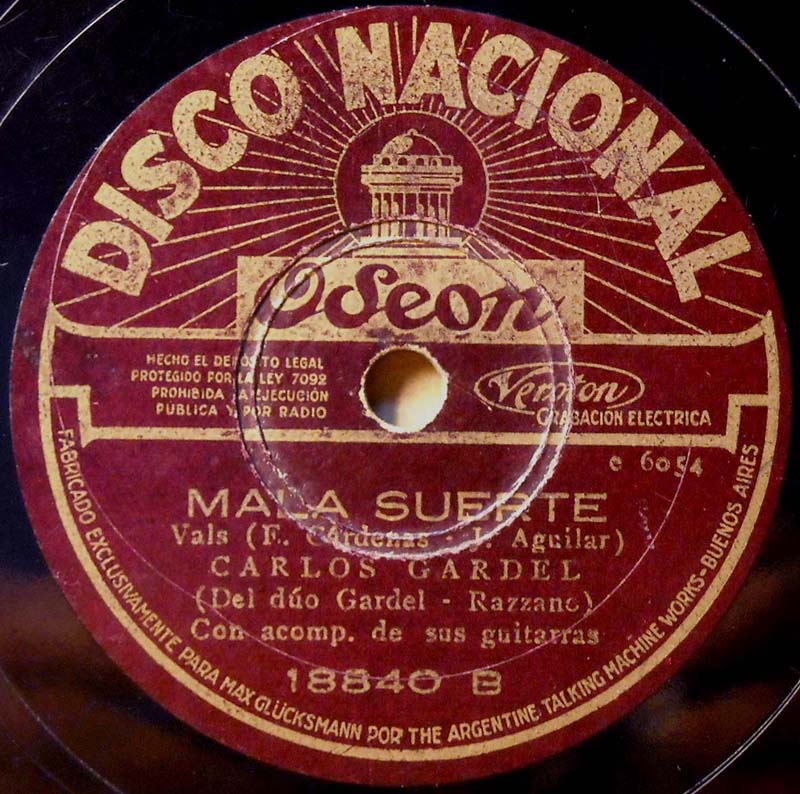 DISCO NACIONAL
Odeon
HECHO EL DEPÓSITO LEGAL
PROTEGIDO POR LA LEY 7092
PROHIBIDA LA EJECUCIÓN
PÚBLICA Y POR RADIO
Veroton
GRABACIÓN ELECTRICA
e 6054
MALA SUERTE
Vals (E. Cárdenas - J. Aguilar)
CARLOS GARDEL
(Del dúo Gardel - Razzano)
Con acomp. de sus guitarras
18840 B
FABRICADO EXCLUSIVAMENTE PARA MAX GLÜCKSMANN POR THE ARGENTINE TALKING MACHINE WORKS- BUENOS AIRES